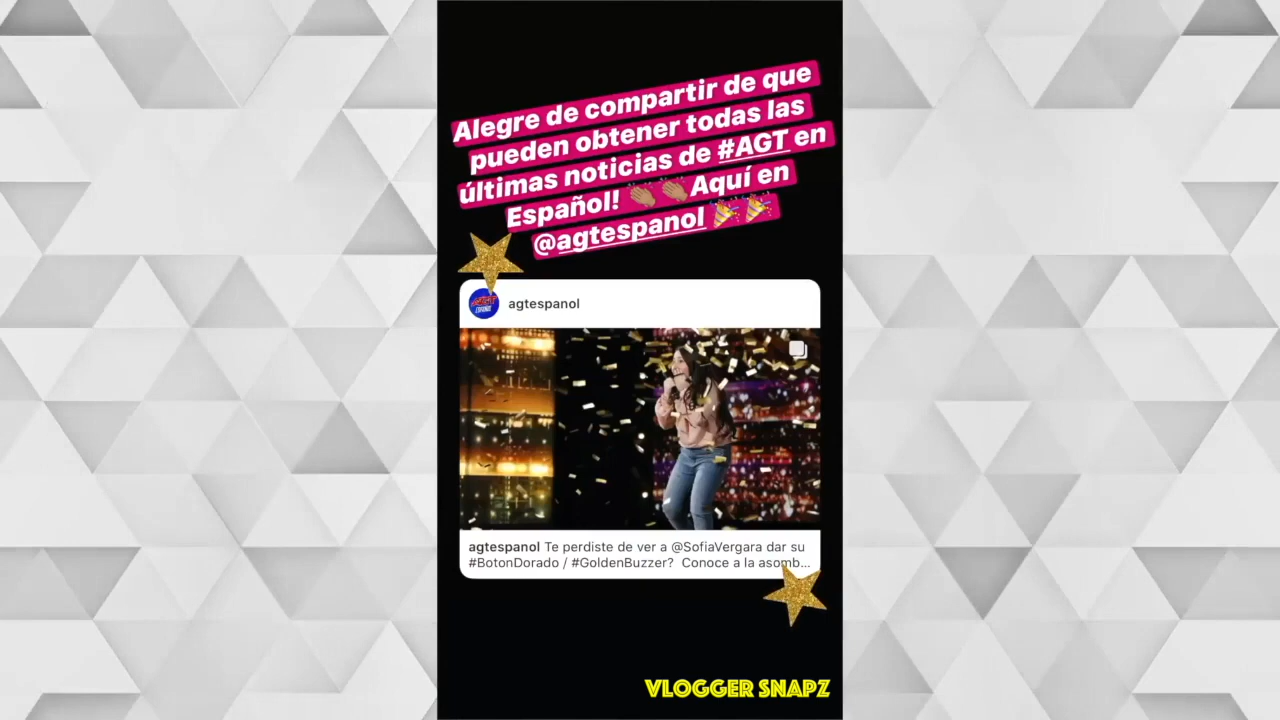 Alegre de compartir de que
pueden obtener todas las
últimas noticias de #AGT en
Español! 👏🏽 👏🏽 Aquí en
@agtespanol 🎉 🎉
agtespanol
ESPAÑOL
agtespanol Te perdiste de ver a @SofiaVergara dar su
#BotonDorado / #GoldenBuzzer? Conoce a la asomb...
VLOGGER SNAPZ